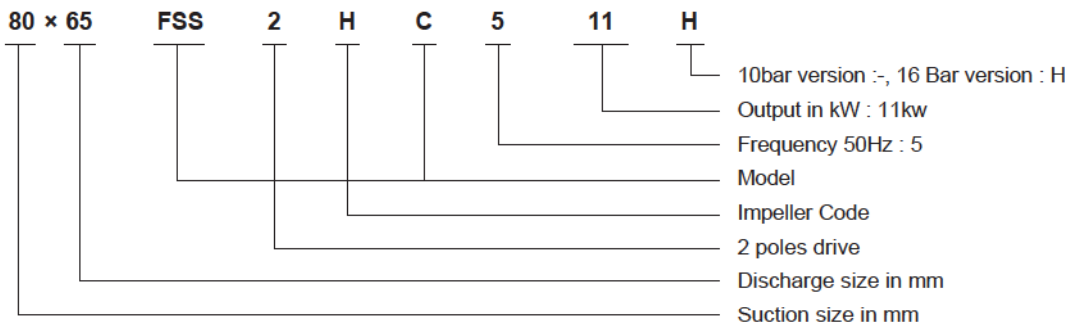 80 × 65 FSS 2 H C 5 11 H
10bar version :-, 16 Bar version : H
Output in kW : 11kw
Frequency 50Hz : 5
Model
Impeller Code
2 poles drive
Discharge size in mm
Suction size in mm